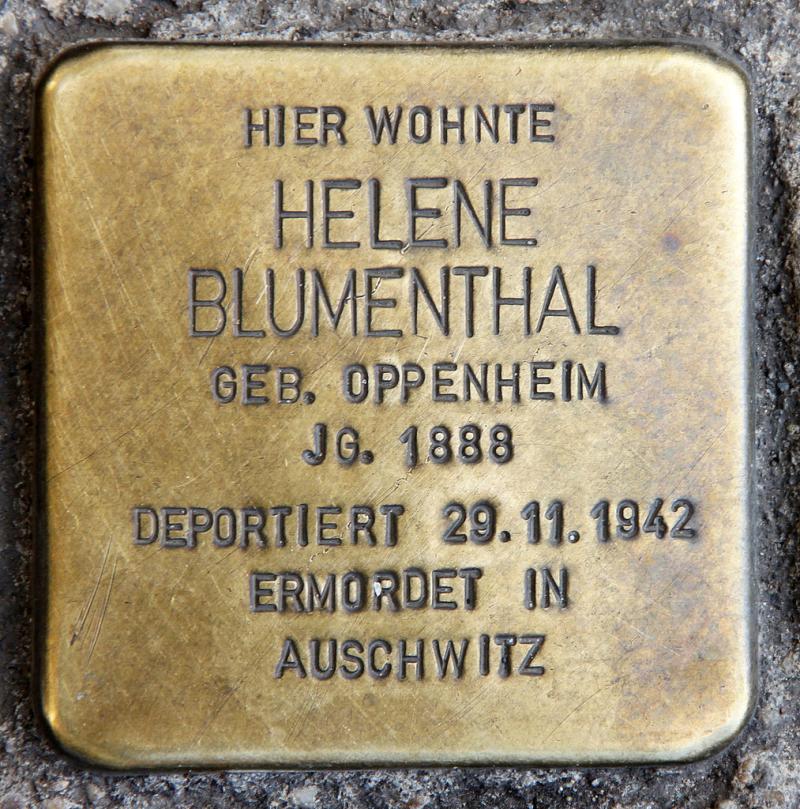 HIER WOHNTE
HELENE
BLUMENTHAL
GEB. OPPENHEIM
JG. 1888
DEPORTIERT 29.11.1942
ERMORDET IN
AUSCHWITZ